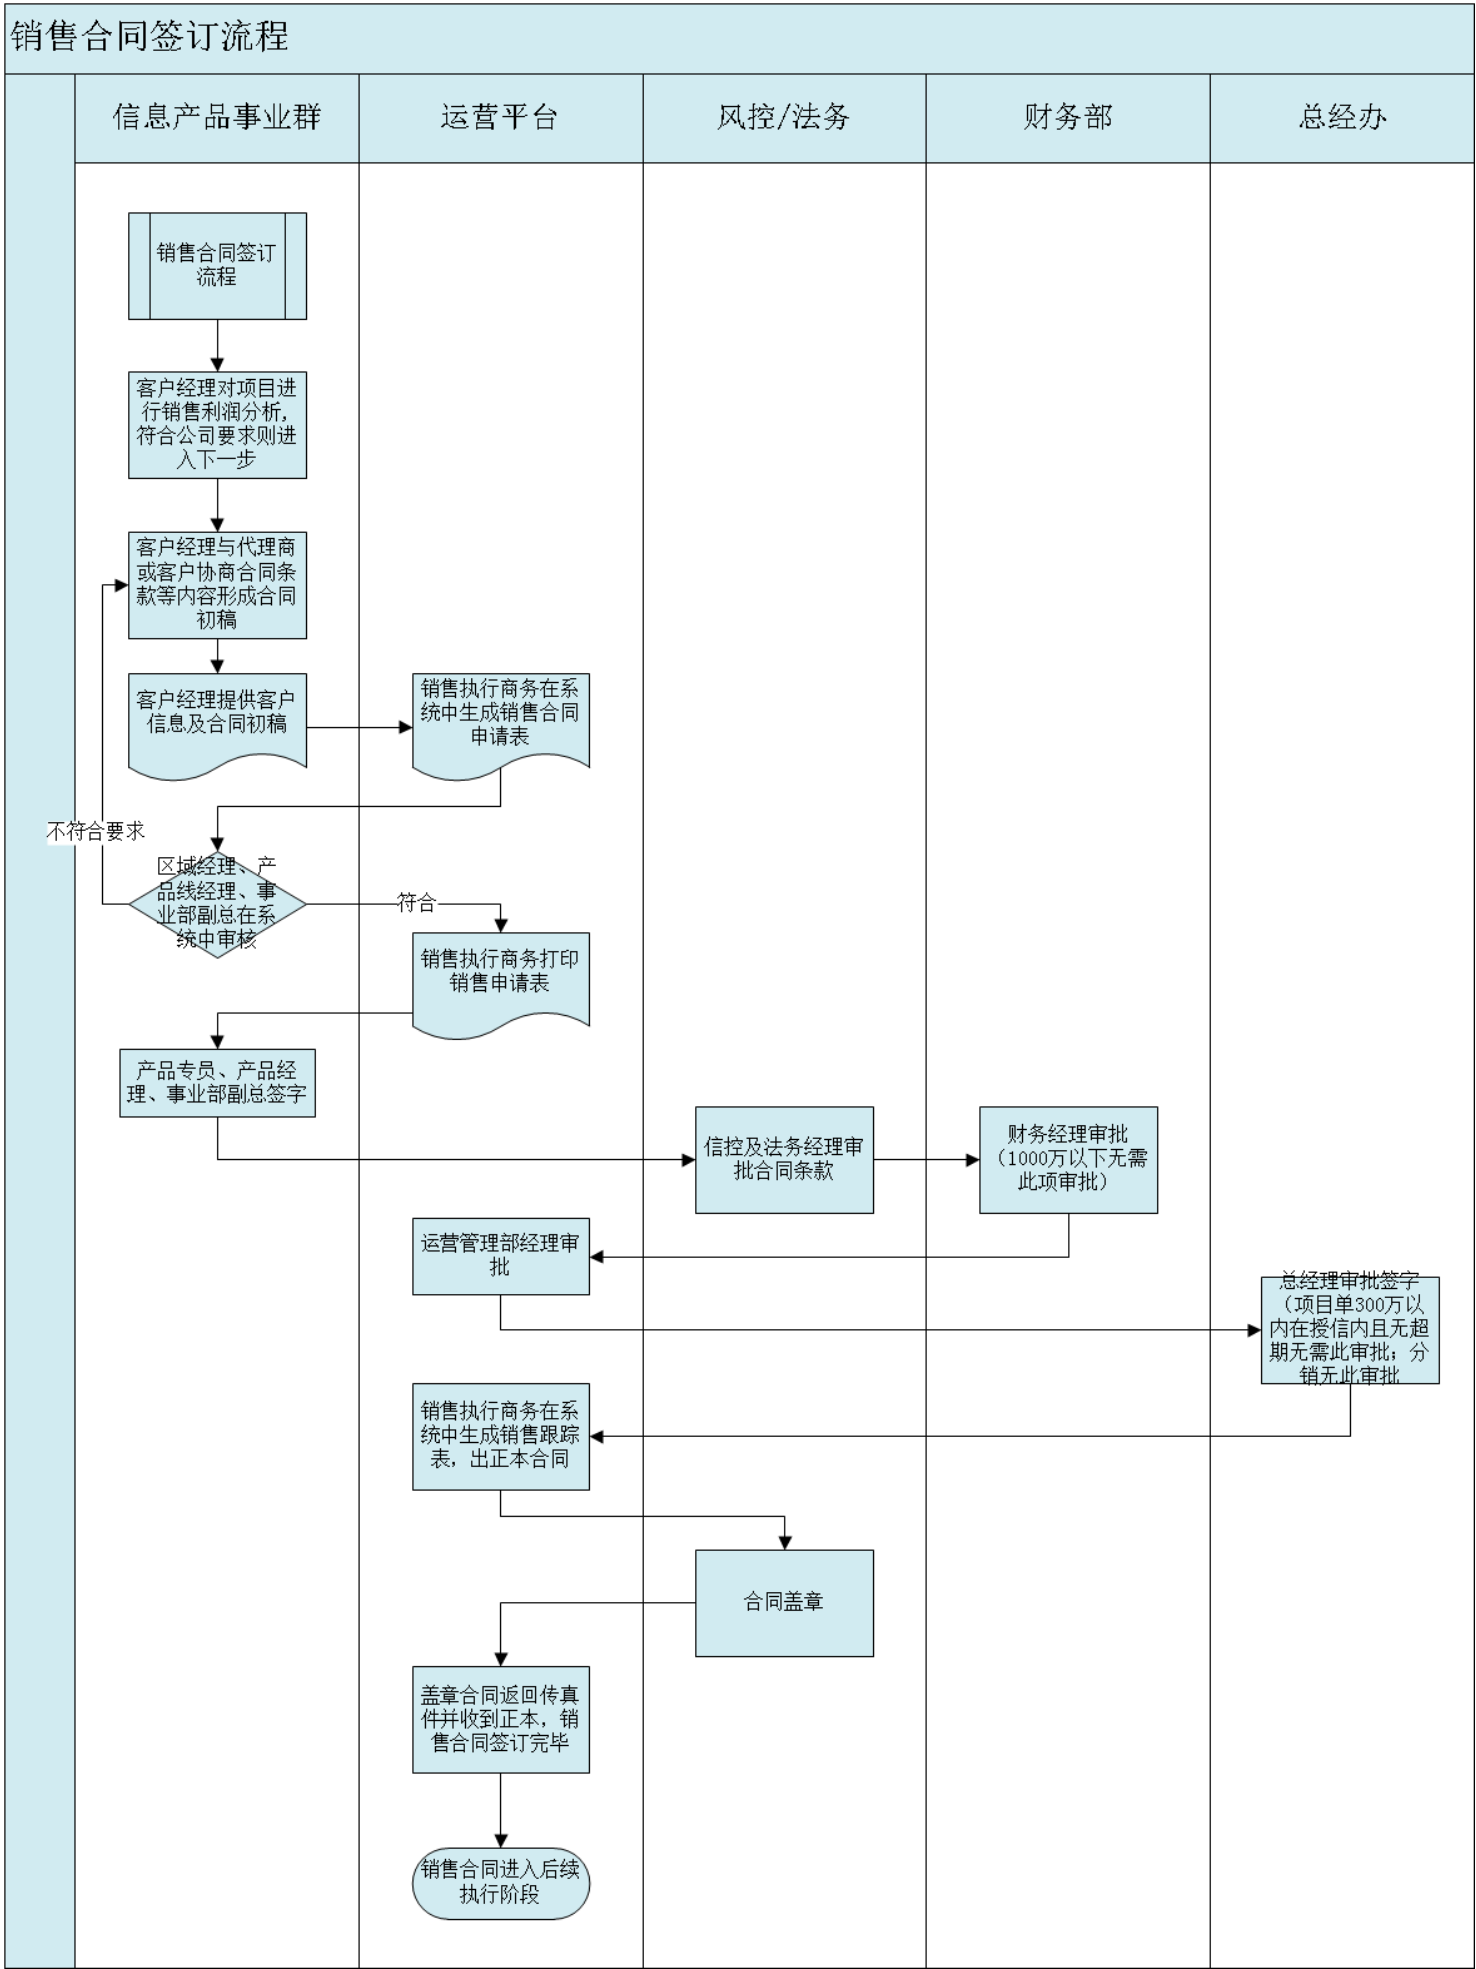 销售合同签订流程
信息产品事业群
运营平台
风控/法务
财务部
总经办
销售合同签订
流程
客户经理对项目进
行销售利润分析,
符合公司要求则进
入下一步
客户经理与代理商
或客户协商合同条
款等内容形成合同
初稿
客户经理提供客户
信息及合同初稿
销售执行商务在系
统中生成销售合同
申请表
不符合要求
区域经理、产
品线经理、事
业部副总在系
统中审核
符合
销售执行商务打印
销售申请表
产品专员、产品经
理、事业部副总签字
信控及法务经理审
批合同条款
财务经理审批
（1000万以下无需
此项审批）
运营管理部经理审
批
总经理审批签字
（项目单300万以
内在授信内且无超
期无需此审批；分
销无此审批
销售执行商务在系
统中生成销售跟踪
表，出正本合同
合同盖章
盖章合同返回传真
件并收到正本，销
售合同签订完毕
销售合同进入后续
执行阶段